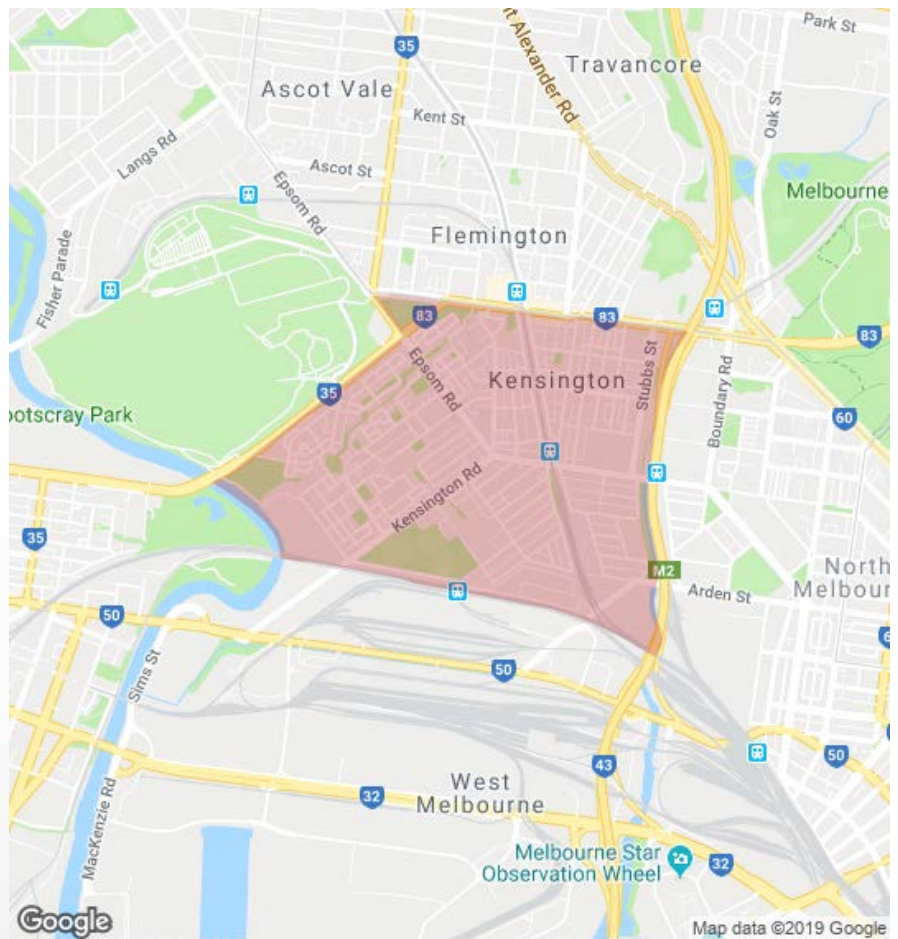 Park St
35
nt Alexander Rd
Travancore
Ascot Vale
Oak St
Kent St
Langs Rd
Ascot St
Epsom Rd
Melbourne
Flemington
Fisher Parade
83
83
83
Stubbs St
Epsom Rd
Kensington
Boundary Rd
35
ootscray Park
60
Kensington Rd
35
M2
North
Melbour
Arden St
50
6
Sims St
50
50
43
West
Melbourne
32
MacKenzie Rd
Melbourne Star
Observation Wheel
32
Google
Map data ©2019 Google